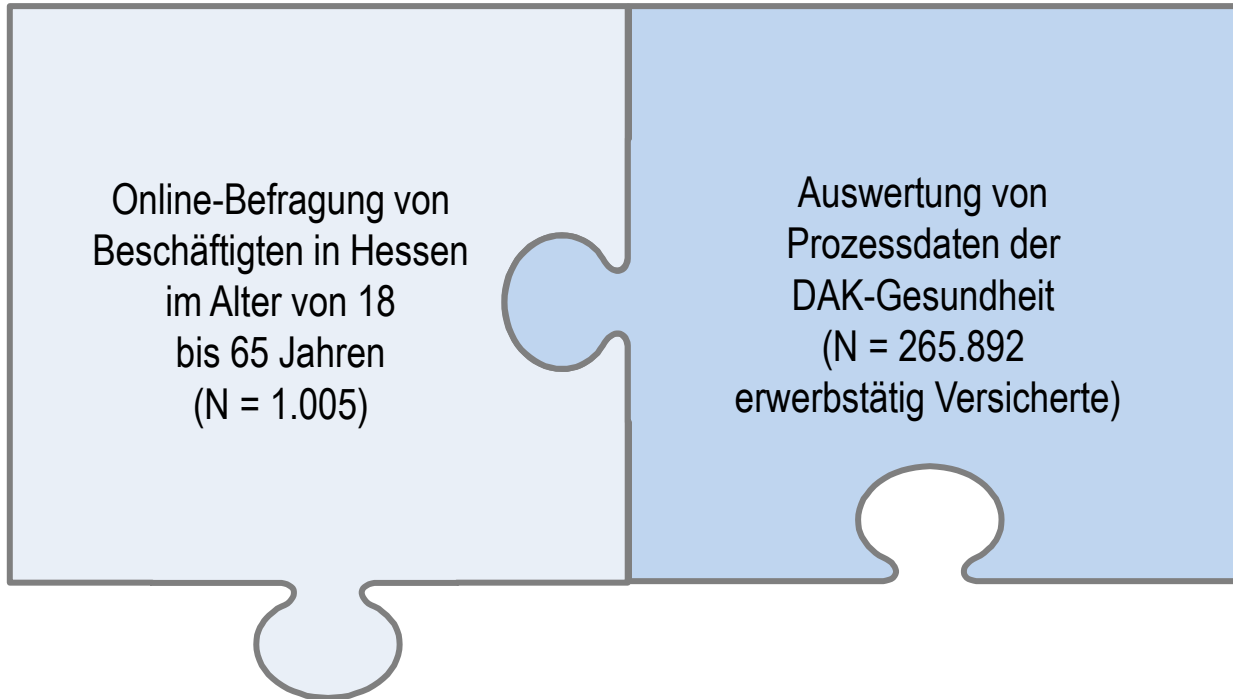 Online-Befragung von
Beschäftigten in Hessen
im Alter von 18
bis 65 Jahren
(N = 1.005)
Auswertung von
Prozessdaten der
DAK-Gesundheit
(N = 265.892
erwerbstätig Versicherte)